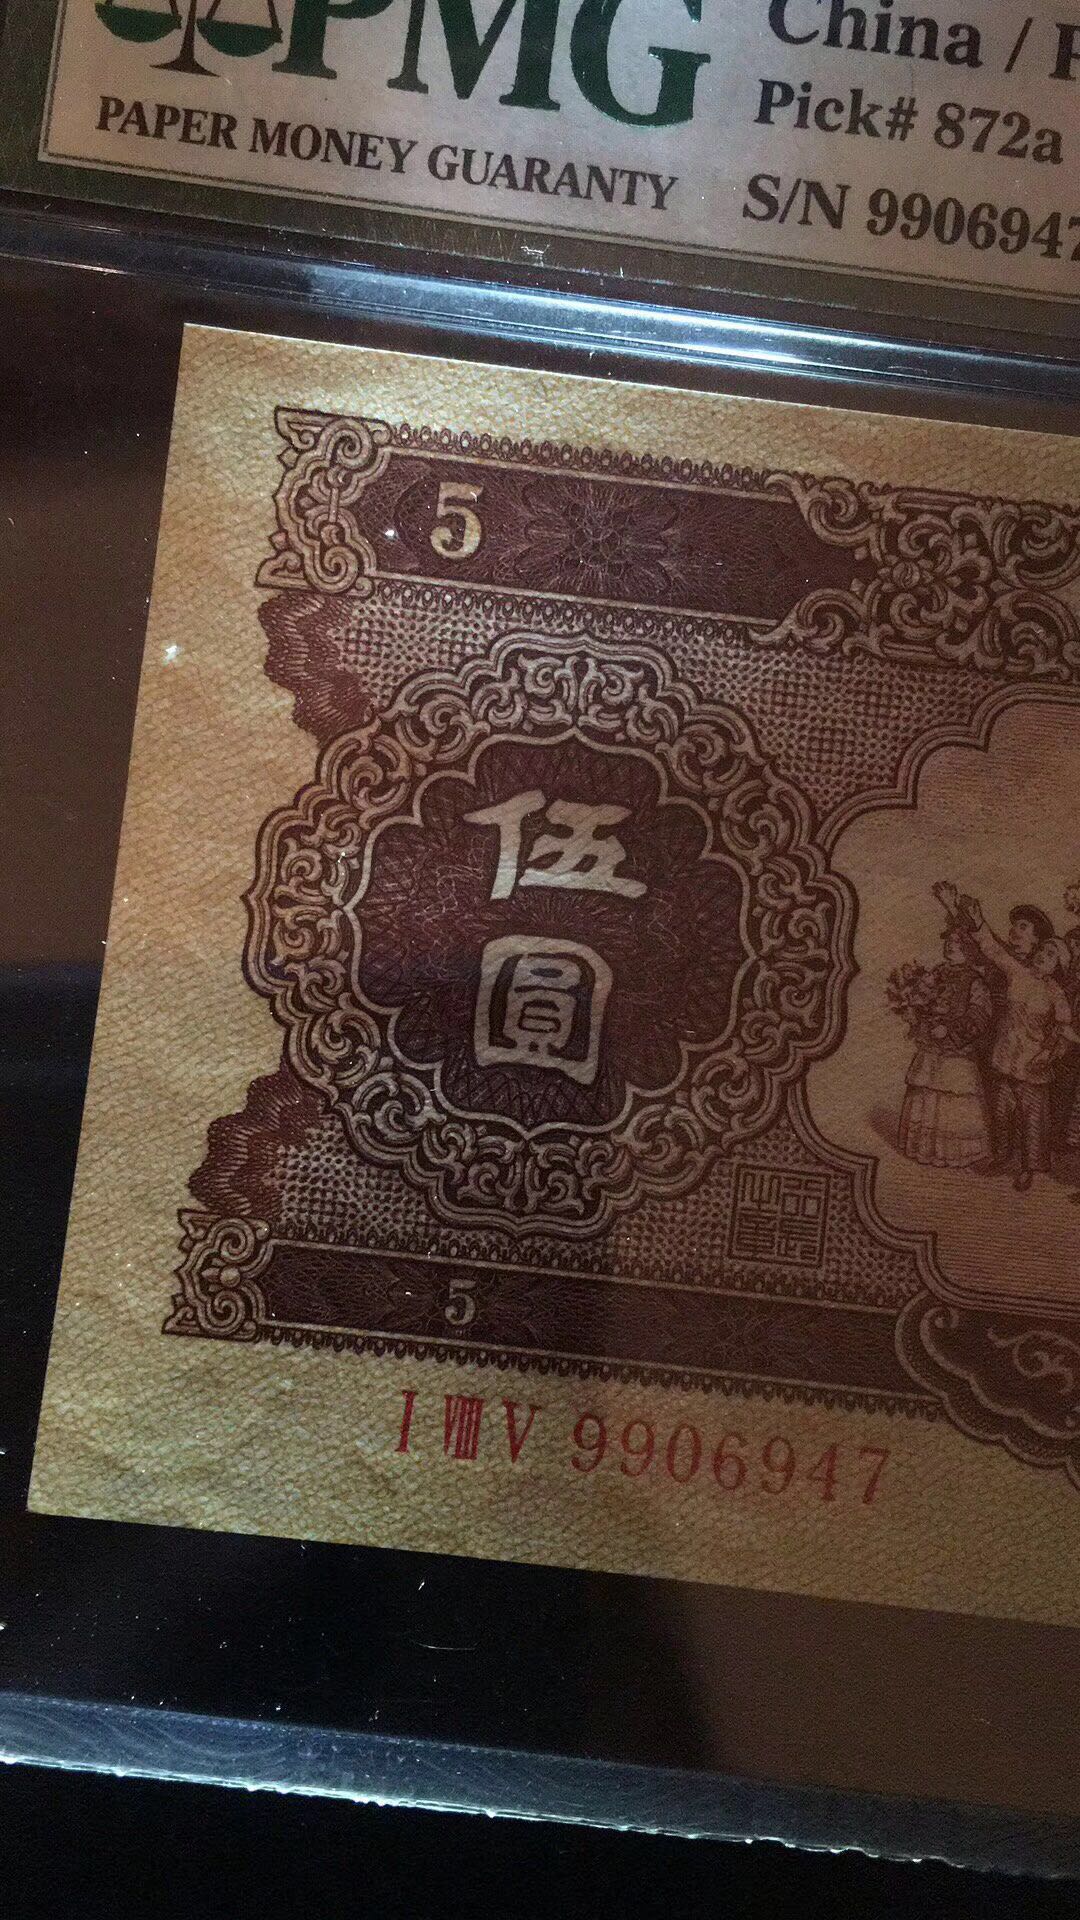 PMG
PAPER MONEY GUARANTY
China /
Pick# 872a
S/N 9906947
5
伍
圓
5
I VIII V 9906947